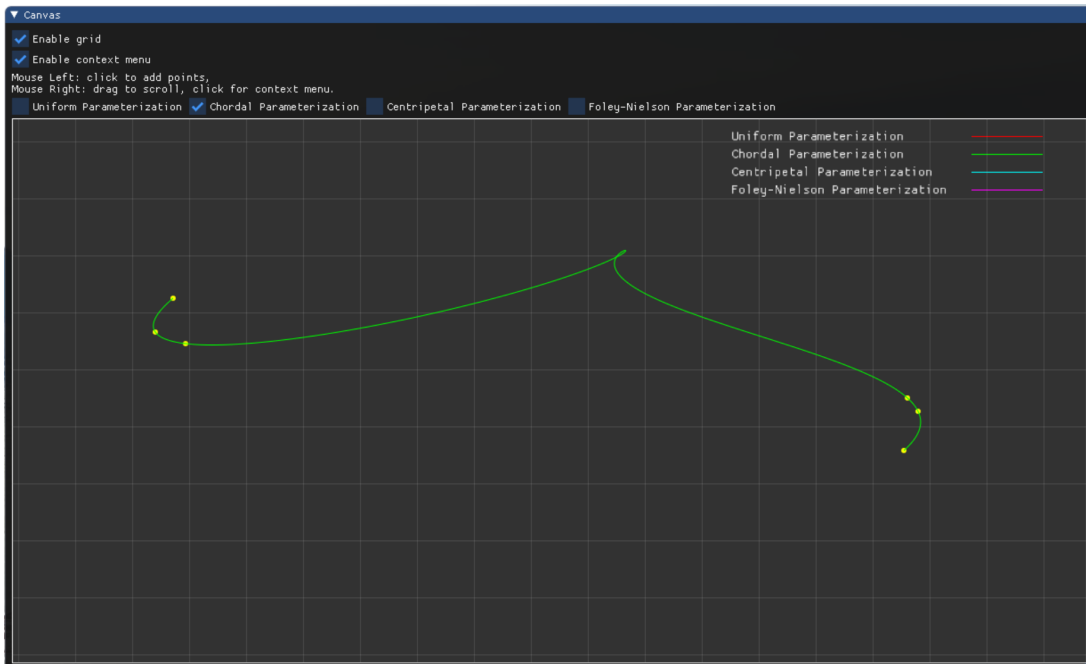 Canvas
Enable grid
Enable context menu
Mouse Left: click to add points,
Mouse Right: drag to scroll, click for context menu.
Uniform Parameterization Chordal Parameterization Centripetal Parameterization Foley-Nielson Parameterization
Uniform Parameterization
Chordal Parameterization
Centripetal Parameterization
Foley-Nielson Parameterization